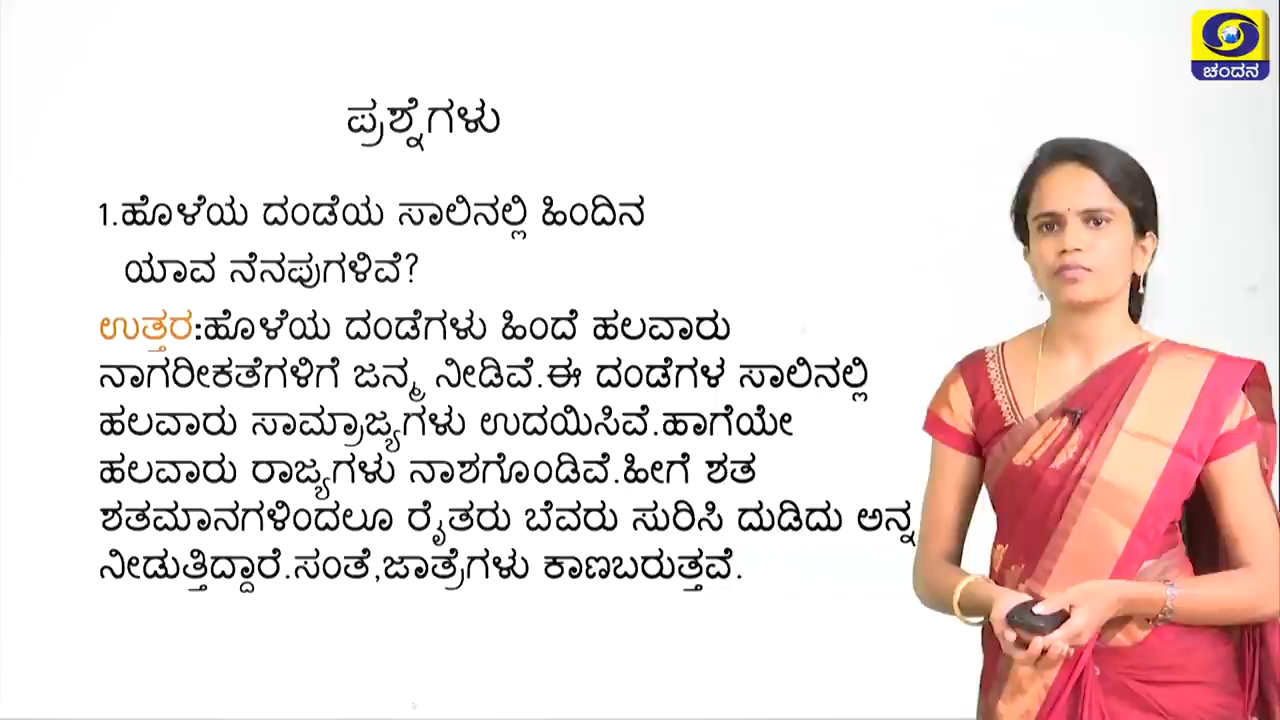 ಚಂದನ
ಪ್ರಶ್ನೆಗಳು
1.ಹೊಳೆಯ ದಂಡೆಯ ಸಾಲಿನಲ್ಲಿ ಹಿಂದಿನ
ಯಾವ ನೆನಪುಗಳಿವೆ?
ಉತ್ತರ:ಹೊಳೆಯ ದಂಡೆಗಳು ಹಿಂದೆ ಹಲವಾರು
ನಾಗರೀಕತೆಗಳಿಗೆ ಜನ್ಮ ನೀಡಿವೆ.ಈ ದಂಡೆಗಳ ಸಾಲಿನಲ್ಲಿ
ಹಲವಾರು ಸಾಮ್ರಾಜ್ಯಗಳು ಉದಯಿಸಿವೆ.ಹಾಗೆಯೇ
ಹಲವಾರು ರಾಜ್ಯಗಳು ನಾಶಗೊಂಡಿವೆ.ಹೀಗೆ ಶತ
ಶತಮಾನಗಳಿಂದಲೂ ರೈತರು ಬೆವರು ಸುರಿಸಿ ದುಡಿದು ಅನ್ನ
ನೀಡುತ್ತಿದ್ದಾರೆ.ಸಂತೆ,ಜಾತ್ರೆಗಳು ಕಾಣಬರುತ್ತವೆ.